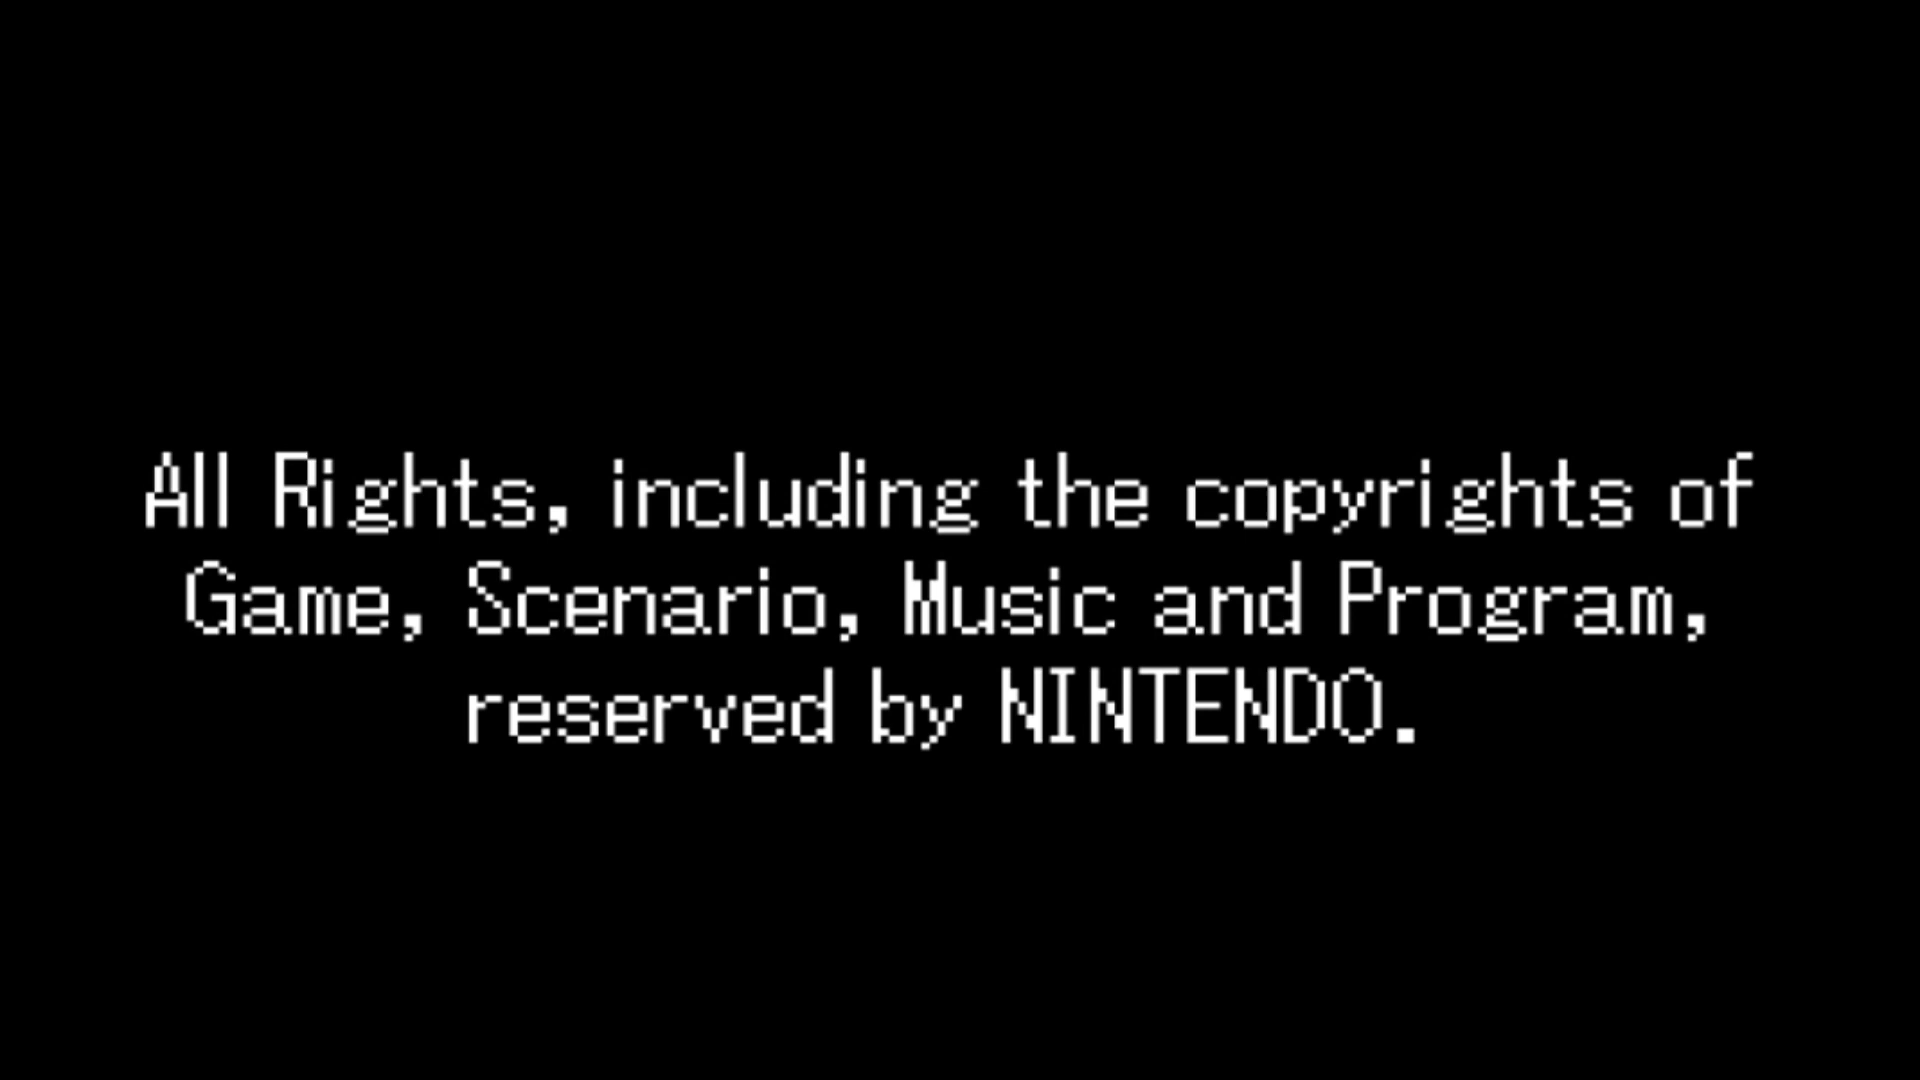 All Rights, including the copyrights of
Game, Scenario, Music and Program,
reserved by NINTENDO.